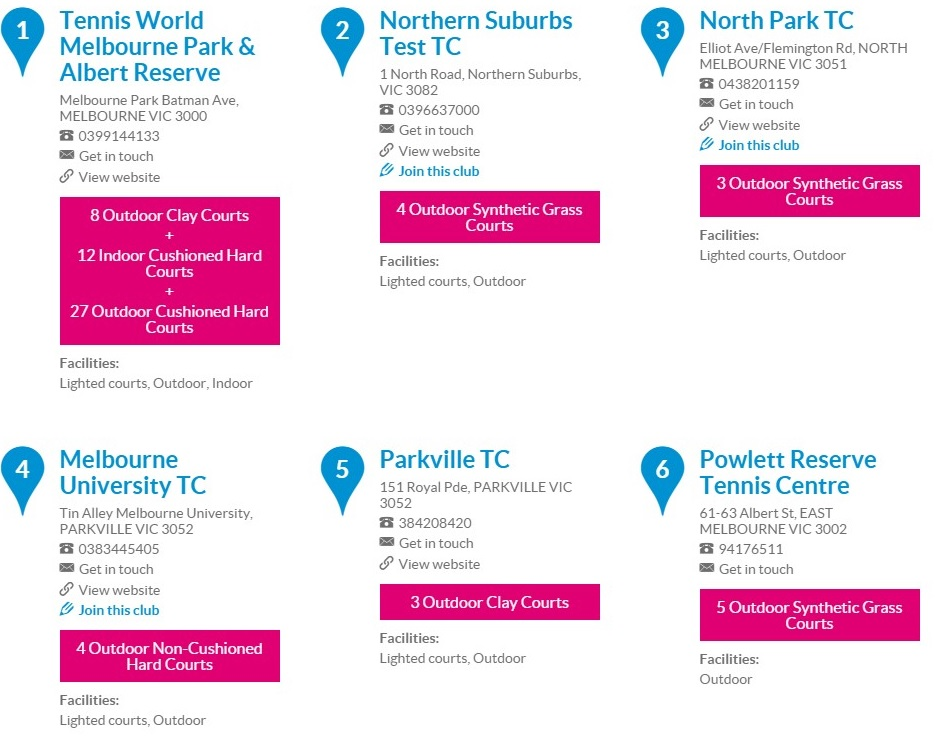 1
Tennis World
Melbourne Park &
Albert Reserve
Melbourne Park Batman Ave,
MELBOURNE VIC 3000
0399144133
Get in touch
View website
8 Outdoor Clay Courts
+
12 Indoor Cushioned Hard
Courts
+
27 Outdoor Cushioned Hard
Courts
Facilities:
Lighted courts, Outdoor, Indoor
2
Northern Suburbs
Test TC
1 North Road, Northern Suburbs,
VIC 3082
0396637000
Get in touch
View website
Join this club
4 Outdoor Synthetic Grass
Courts
Facilities:
Lighted courts, Outdoor
3
North Park TC
Elliot Ave/Flemington Rd, NORTH
MELBOURNE VIC 3051
0438201159
Get in touch
View website
Join this club
3 Outdoor Synthetic Grass
Courts
Facilities:
Lighted courts, Outdoor
4
Melbourne
University TC
Tin Alley Melbourne University,
PARKVILLE VIC 3052
0383445405
Get in touch
View website
Join this club
4 Outdoor Non-Cushioned
Hard Courts
Facilities:
Lighted courts, Outdoor
5
Parkville TC
151 Royal Pde, PARKVILLE VIC
3052
384208420
Get in touch
View website
3 Outdoor Clay Courts
Facilities:
Lighted courts, Outdoor
6
Powlett Reserve
Tennis Centre
61-63 Albert St, EAST
MELBOURNE VIC 3002
94176511
Get in touch
5 Outdoor Synthetic Grass
Courts
Facilities:
Outdoor